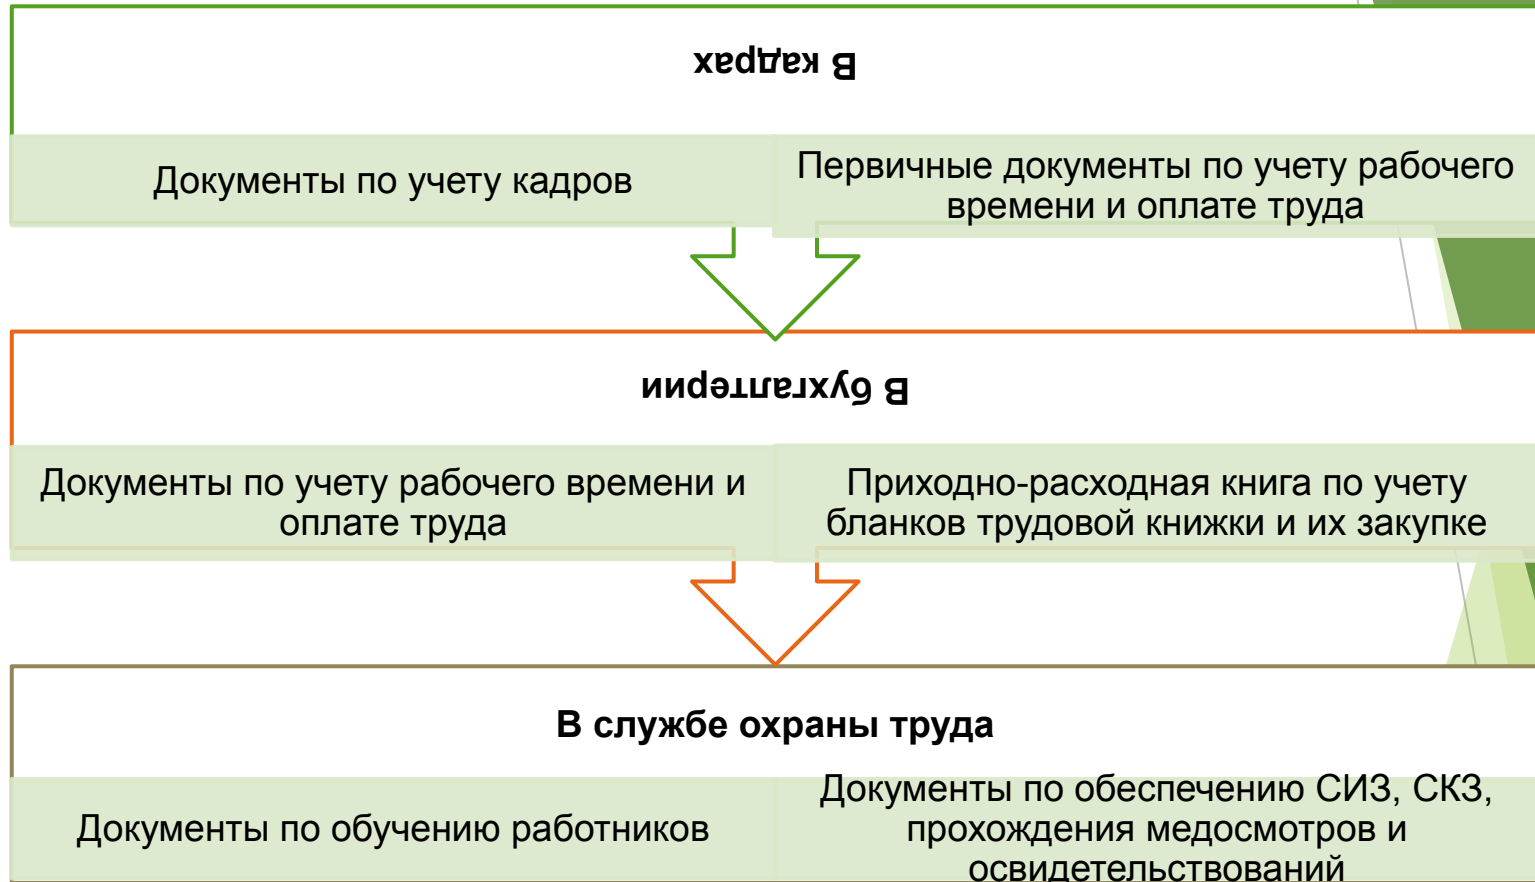 В кадрах
Документы по учету кадров
Первичные документы по учету рабочего
времени и оплате труда
В бухгалтерии
Документы по учету рабочего времени и
оплате труда
Приходно-расходная книга по учету
бланков трудовой книжки и их закупке
В службе охраны труда
Документы по обучению работников
Документы по обеспечению СИЗ, СКЗ,
прохождения медосмотров и
освидетельствований